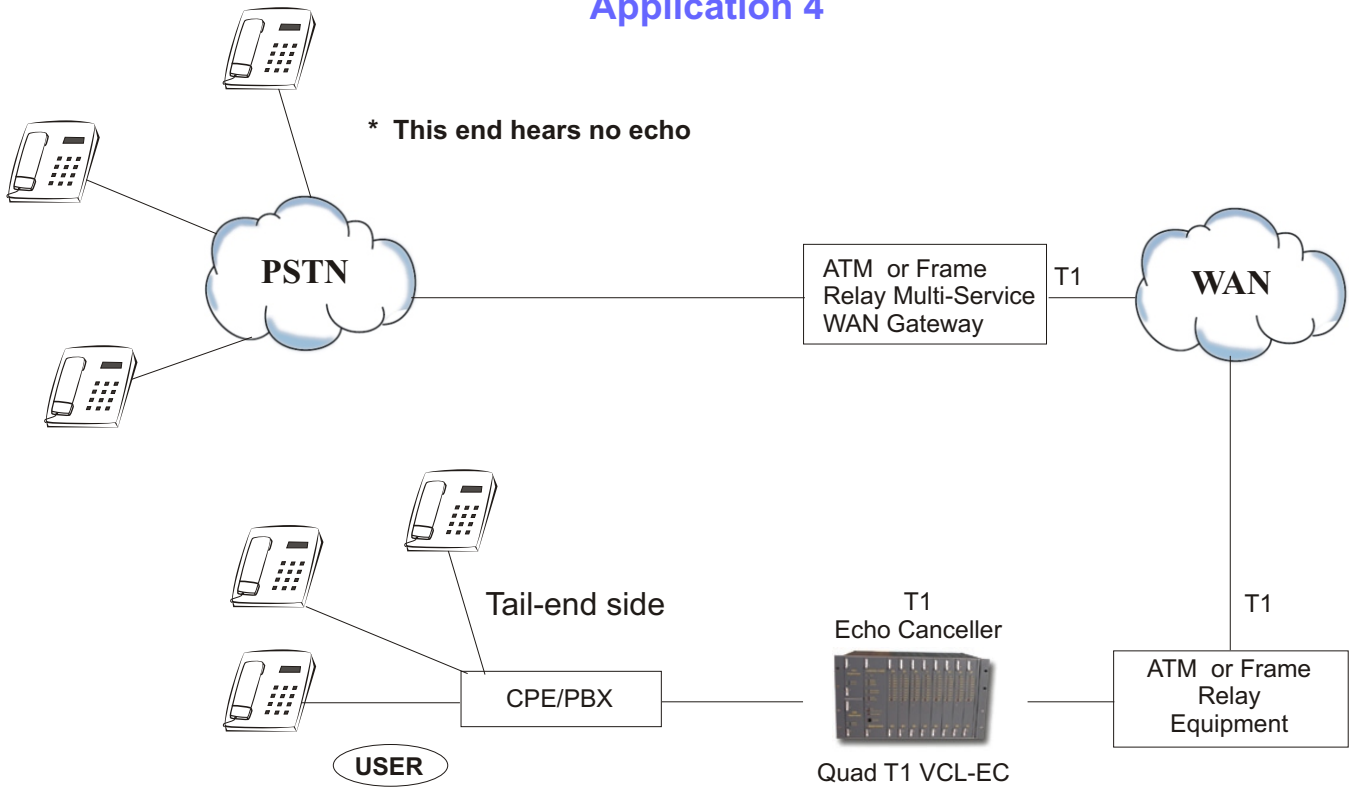 Application 4
* This end hears no echo
PSTN
ATM or Frame
Relay Multi-Service
WAN Gateway
T1
WAN
Tail-end side
T1
Echo Canceller
T1
CPE/PBX
ATM or Frame
Relay
Equipment
USER
Quad T1 VCL-EC